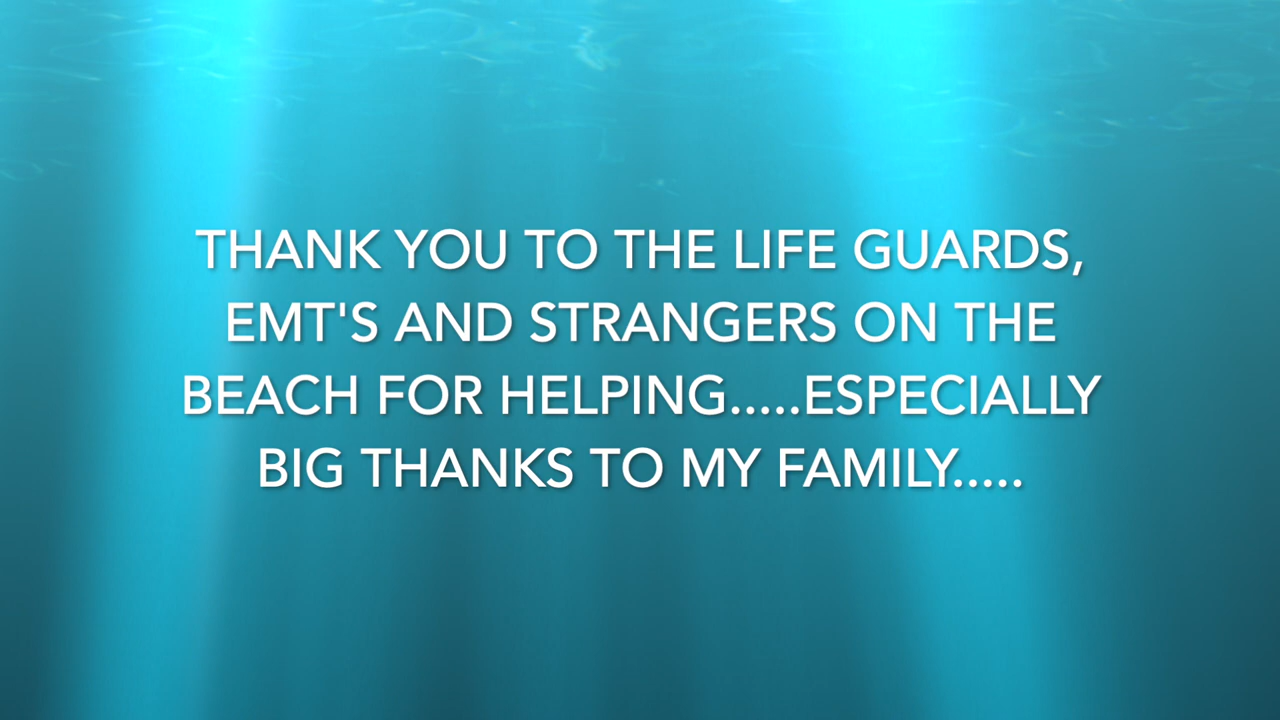 THANK YOU TO THE LIFE GUARDS,
EMT'S AND STRANGERS ON THE
BEACH FOR HELPING.....ESPECIALLY
BIG THANKS TO MY FAMILY.....